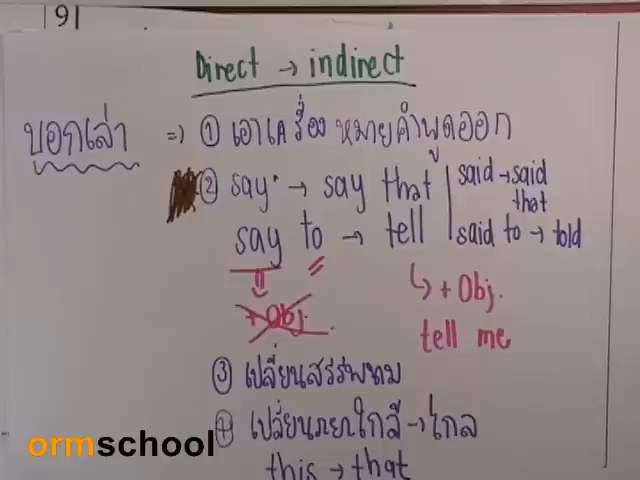 9
Direct → indirect
บอกเล่า => ① เอาเครื่องหมายคำพูดออก
② say → say that | said → said that
say to → tell | said to → told
+ Obj. ↳ + Obj.
tell me
③ เปลี่ยนสรรพนาม
④ เปลี่ยนภยกใกล้ → ไกล
this → that
ormschool